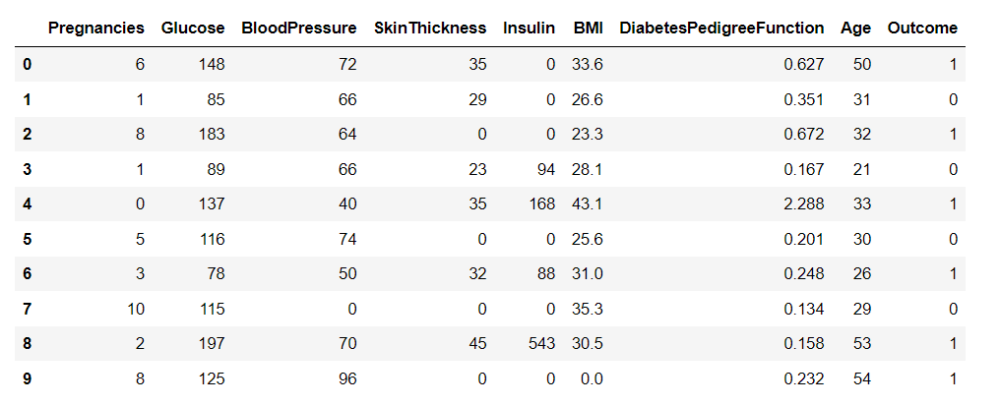 Pregnancies Glucose BloodPressure SkinThickness Insulin BMI DiabetesPedigreeFunction Age Outcome
0 6 148 72 35 0 33.6 0.627 50 1
1 1 85 66 29 0 26.6 0.351 31 0
2 8 183 64 0 0 23.3 0.672 32 1
3 1 89 66 23 94 28.1 0.167 21 0
4 0 137 40 35 168 43.1 2.288 33 1
5 5 116 74 0 0 25.6 0.201 30 0
6 3 78 50 32 88 31.0 0.248 26 1
7 10 115 0 0 0 35.3 0.134 29 0
8 2 197 70 45 543 30.5 0.158 53 1
9 8 125 96 0 0 0.0 0.232 54 1